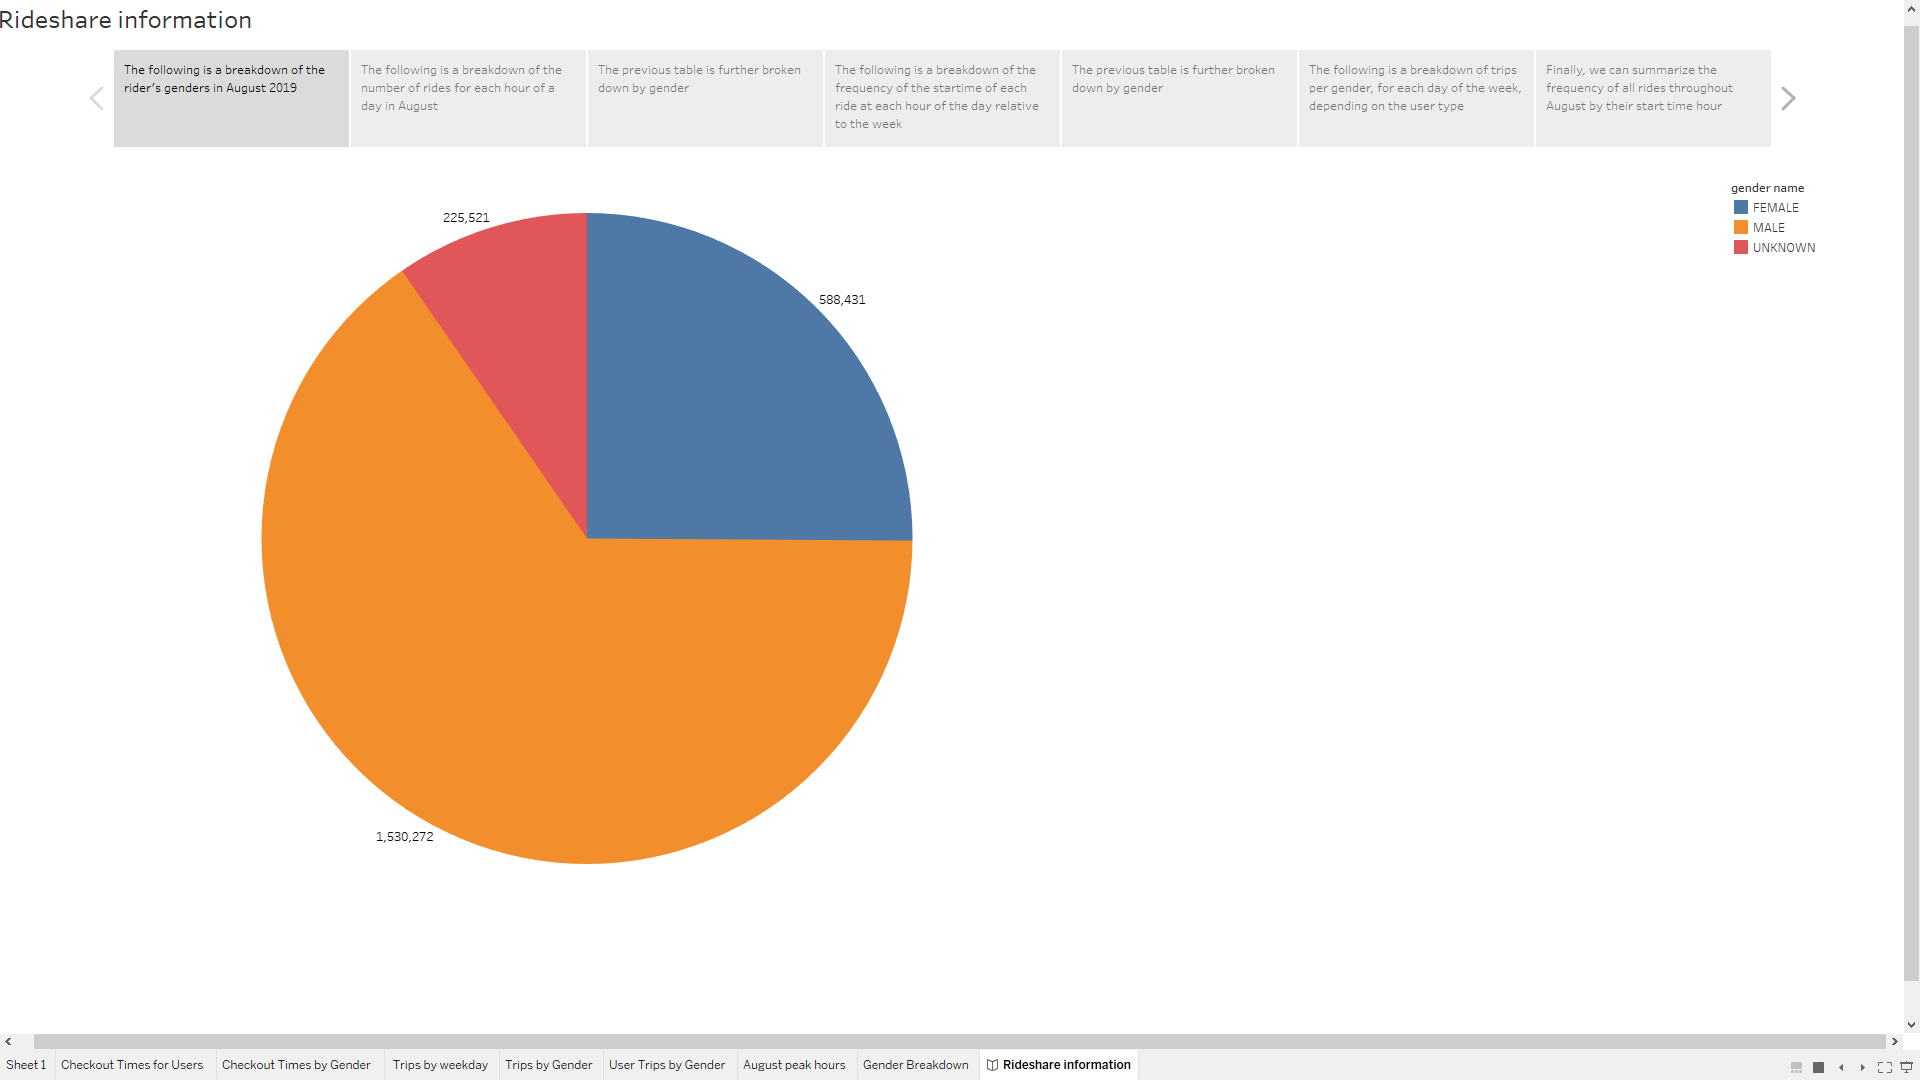 Rideshare information
The following is a breakdown of the
rider's genders in August 2019
The following is a breakdown of the
number of rides for each hour of a
day in August
The previous table is further broken
down by gender
The following is a breakdown of the
frequency of the startime of each
ride at each hour of the day relative
to the week
The previous table is further broken
down by gender
The following is a breakdown of trips
per gender, for each day of the week,
depending on the user type
Finally, we can summarize the
frequency of all rides throughout
August by their start time hour
gender name
FEMALE
MALE
UNKNOWN
225,521
588,431
1,530,272
Sheet 1
Checkout Times for Users
Checkout Times by Gender
Trips by weekday
Trips by Gender
User Trips by Gender
August peak hours
Gender Breakdown
Rideshare information